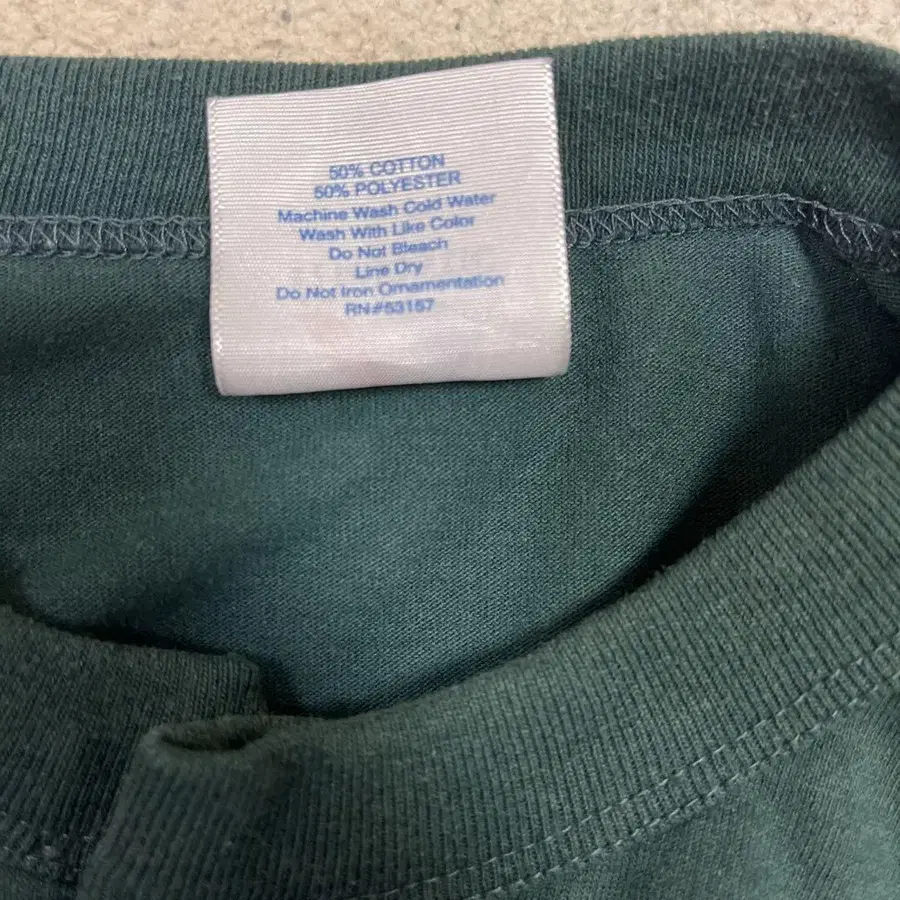 50% COTTON
50% POLYESTER
Machine Wash Cold Water
Wash With Like Color
Do Not Bleach
Line Dry
Do Not Iron Ornamentation
RN#53157